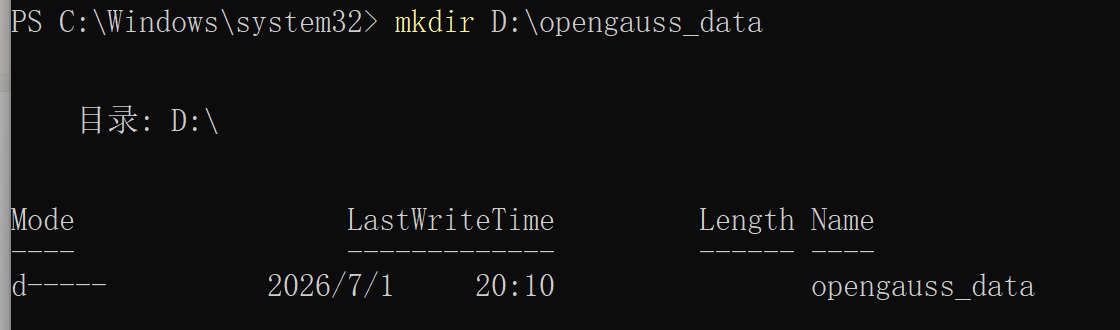 PS C:\Windows\system32> mkdir D:\opengauss_data
目录: D:\
Mode                 LastWriteTime         Length Name
----                 -------------         ------ ----
d-----          2026/7/1     20:10                opengauss_data